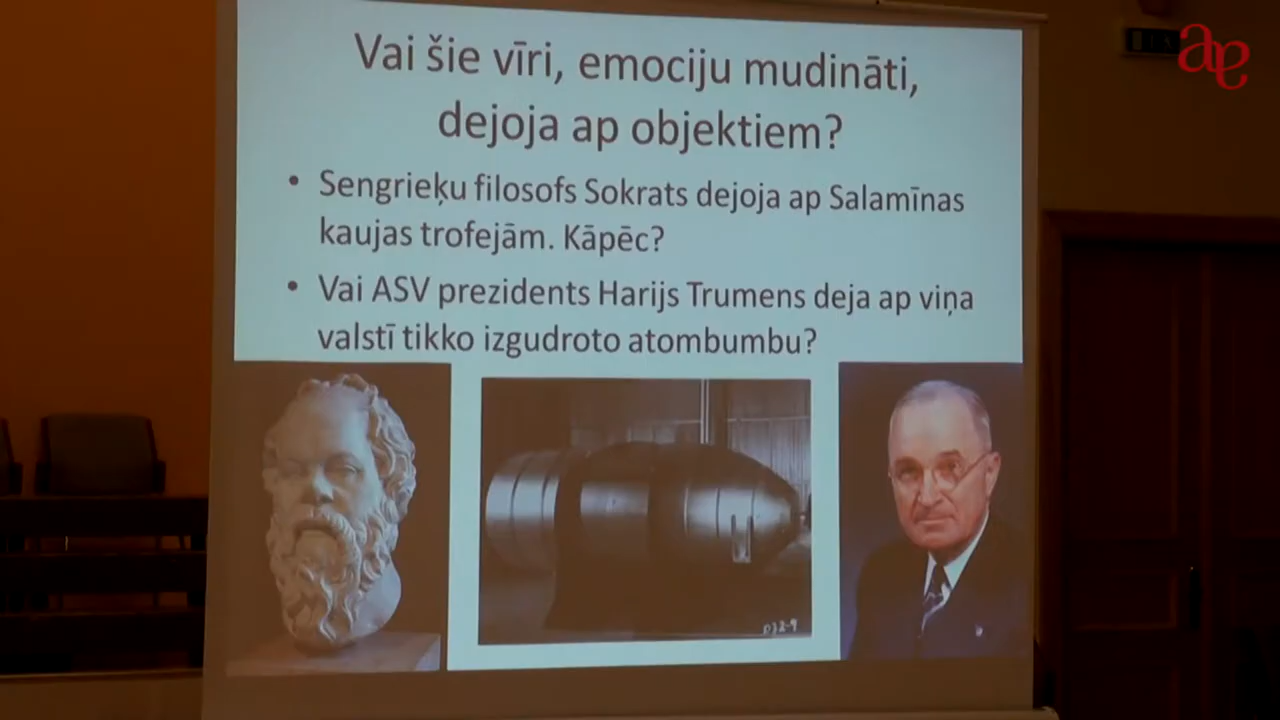 Vai šie vīri, emociju mudināti,
dejoja ap objektiem?
• Sengrieķu filosofs Sokrats dejoja ap Salamīnas
kaujas trofejām. Kāpēc?
• Vai ASV prezidents Harijs Trumens deja ap viņa
valstī tikko izgudroto atombumbu?